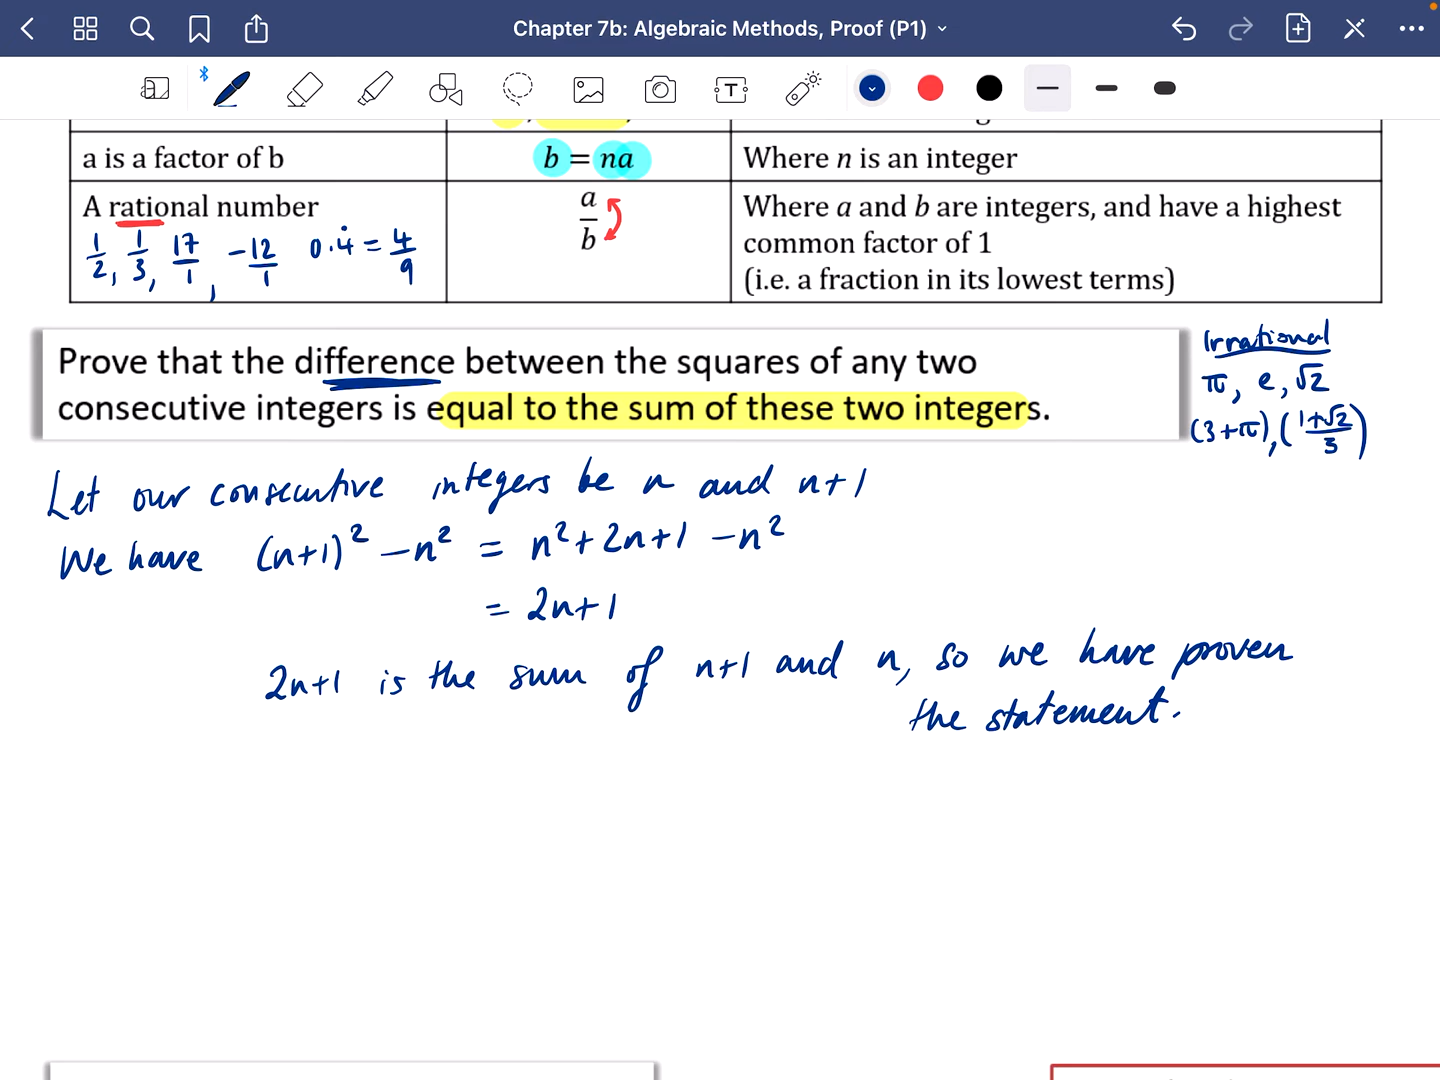 Chapter 7b: Algebraic Methods, Proof (P1)
a is a factor of b
b = na
Where n is an integer
A rational number
1/2, 1/3, 17/1, -12/1 0.4̇ = 4/9
a/b
Where a and b are integers, and have a highest
common factor of 1
(i.e. a fraction in its lowest terms)
Prove that the difference between the squares of any two
consecutive integers is equal to the sum of these two integers.
Irrational
π, e, √2
(3+π), (1+√2/3)
Let our consecutive integers be n and n+1
We have (n+1)² - n² = n² + 2n+1 - n²
= 2n+1
2n+1 is the sum of n+1 and n, so we have proven
the statement.